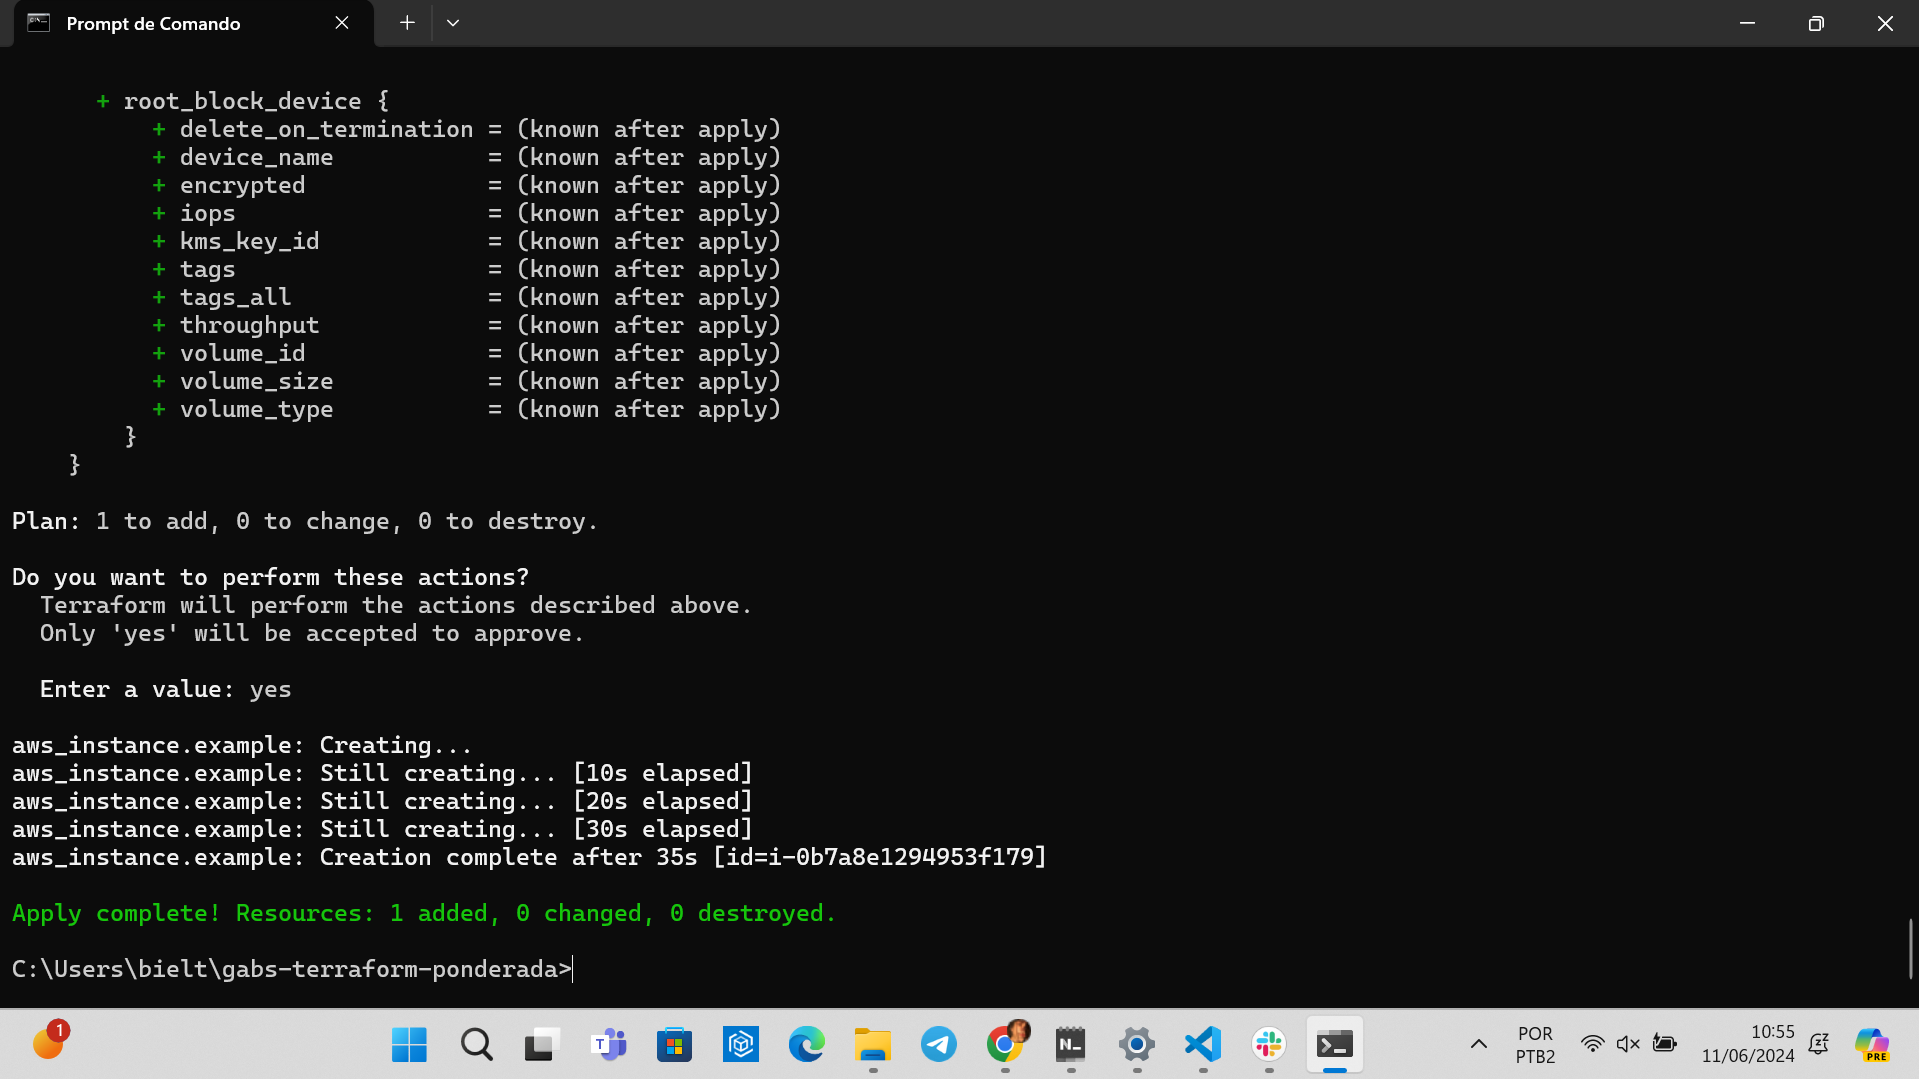 Prompt de Comando
+ root_block_device {
+ delete_on_termination = (known after apply)
+ device_name = (known after apply)
+ encrypted = (known after apply)
+ iops = (known after apply)
+ kms_key_id = (known after apply)
+ tags = (known after apply)
+ tags_all = (known after apply)
+ throughput = (known after apply)
+ volume_id = (known after apply)
+ volume_size = (known after apply)
+ volume_type = (known after apply)
}
}
Plan: 1 to add, 0 to change, 0 to destroy.
Do you want to perform these actions?
Terraform will perform the actions described above.
Only 'yes' will be accepted to approve.
Enter a value: yes
aws_instance.example: Creating...
aws_instance.example: Still creating... [10s elapsed]
aws_instance.example: Still creating... [20s elapsed]
aws_instance.example: Still creating... [30s elapsed]
aws_instance.example: Creation complete after 35s [id=i-0b7a8e1294953f179]
Apply complete! Resources: 1 added, 0 changed, 0 destroyed.
C:\Users\bielt\gabs-terraform-ponderada>
1
T
N_
POR
PTB2
10:55
11/06/2024
PRE